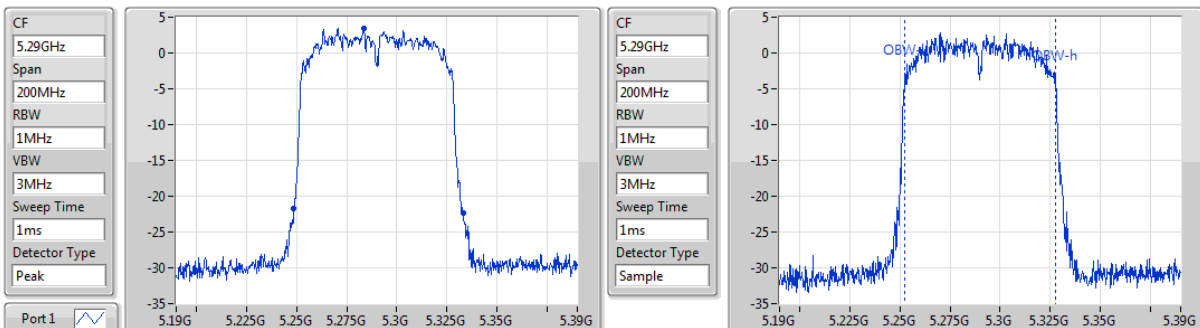 CF
5.29GHz
Span
200MHz
RBW
1MHz
VBW
3MHz
Sweep Time
1ms
Detector Type
Peak
Port 1
5
0
-5
-10
-15
-20
-25
-30
-35
5.19G 5.225G 5.25G 5.275G 5.3G 5.325G 5.35G 5.39G
CF
5.29GHz
Span
200MHz
RBW
1MHz
VBW
3MHz
Sweep Time
1ms
Detector Type
Sample
5
0
-5
-10
-15
-20
-25
-30
-35
OBW-h
5.19G 5.225G 5.25G 5.275G 5.3G 5.325G 5.35G 5.39G